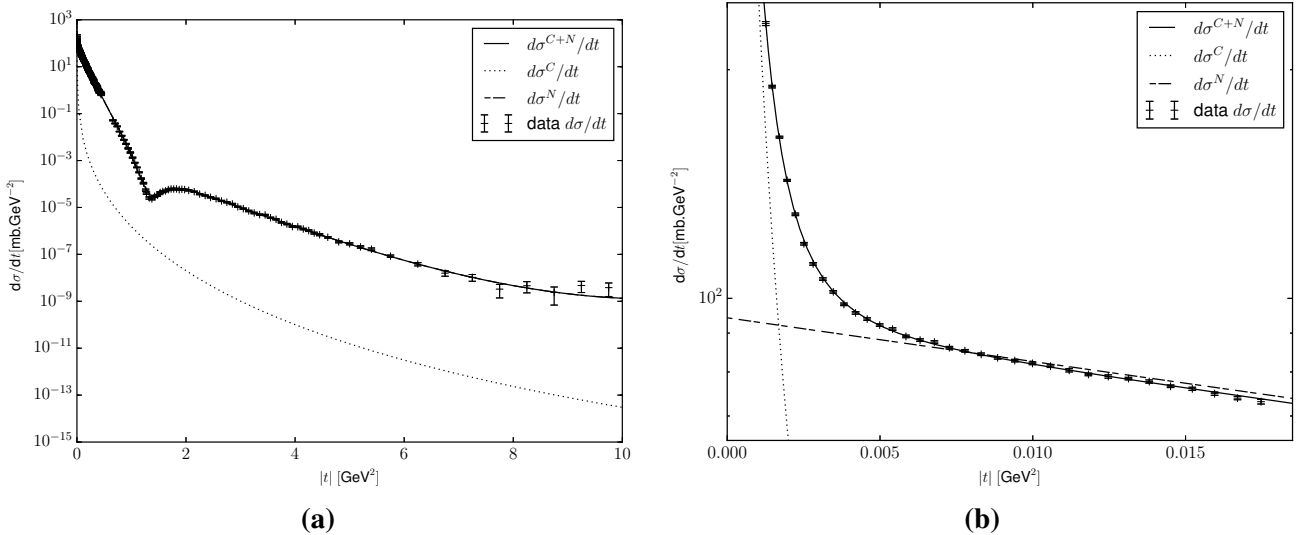 10^3
10^1
10^-1
10^-3
10^-5
10^-7
10^-9
10^-11
10^-13
10^-15
dσ/dt[mb.GeV^−2]
0 2 4 6 8 10
|t| [GeV^2]
dσ^{C+N}/dt
dσ^C/dt
dσ^N/dt
data dσ/dt
(a)
10^2
dσ/dt[mb.GeV^−2]
0.000 0.005 0.010 0.015
|t| [GeV^2]
dσ^{C+N}/dt
dσ^C/dt
dσ^N/dt
data dσ/dt
(b)